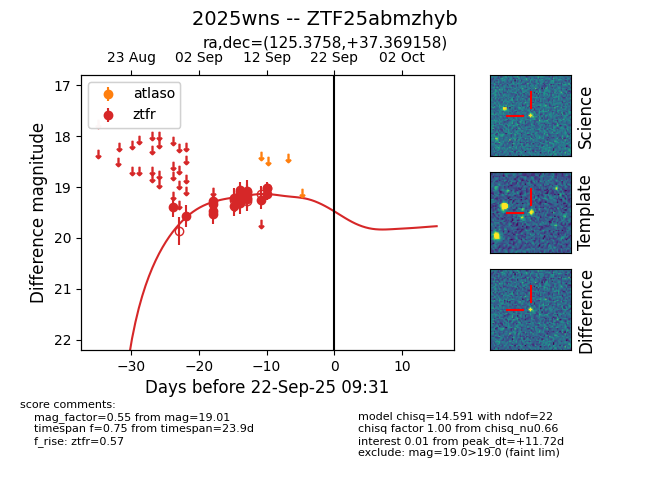 2025wns -- ZTF25abmzhyb
ra,dec=(125.3758,+37.369158)
23 Aug 02 Sep 12 Sep 22 Sep 02 Oct
atlaso
ztfr
17
18
19
20
21
22
Difference magnitude
−30 −20 −10 0 10
Days before 22-Sep-25 09:31
Science
Template
Difference
score comments:
mag_factor=0.55 from mag=19.01
timespan f=0.75 from timespan=23.9d
f_rise: ztfr=0.57
model chisq=14.591 with ndof=22
chisq factor 1.00 from chisq_nu0.66
interest 0.01 from peak_dt=+11.72d
exclude: mag=19.0>19.0 (faint lim)